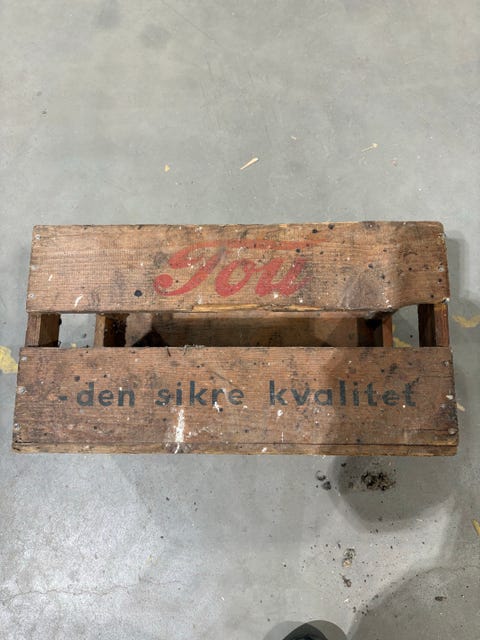 Tou
- den sikre kvalitet